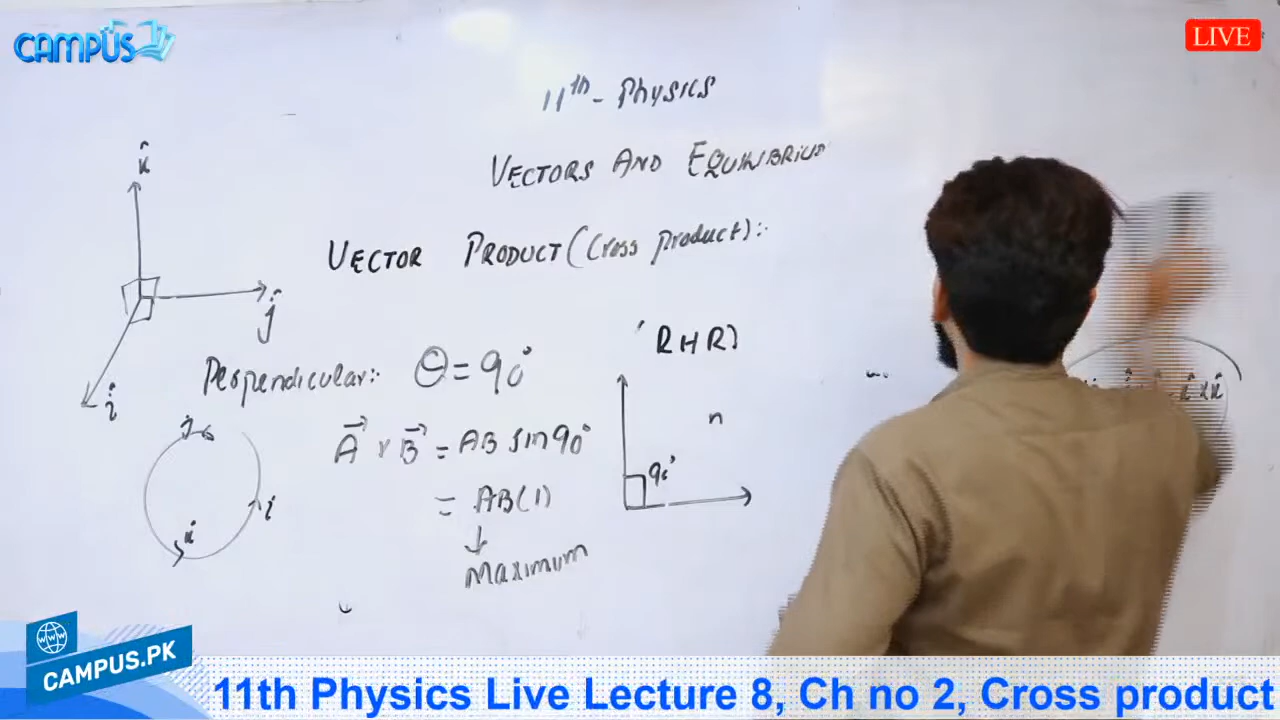 CAMPUS
LIVE
11th - Physics
VECTORS AND EQUILIBRIUM
VECTOR PRODUCT (Cross product):-
k̂
ĵ
î
Perpendicular:- θ = 90°
A⃗ x B⃗ = AB sin 90°
= AB(1)
↓
Maximum
RHR)
90°
n
j
i
k
CAMPUS.PK
11th Physics Live Lecture 8, Ch no 2, Cross product